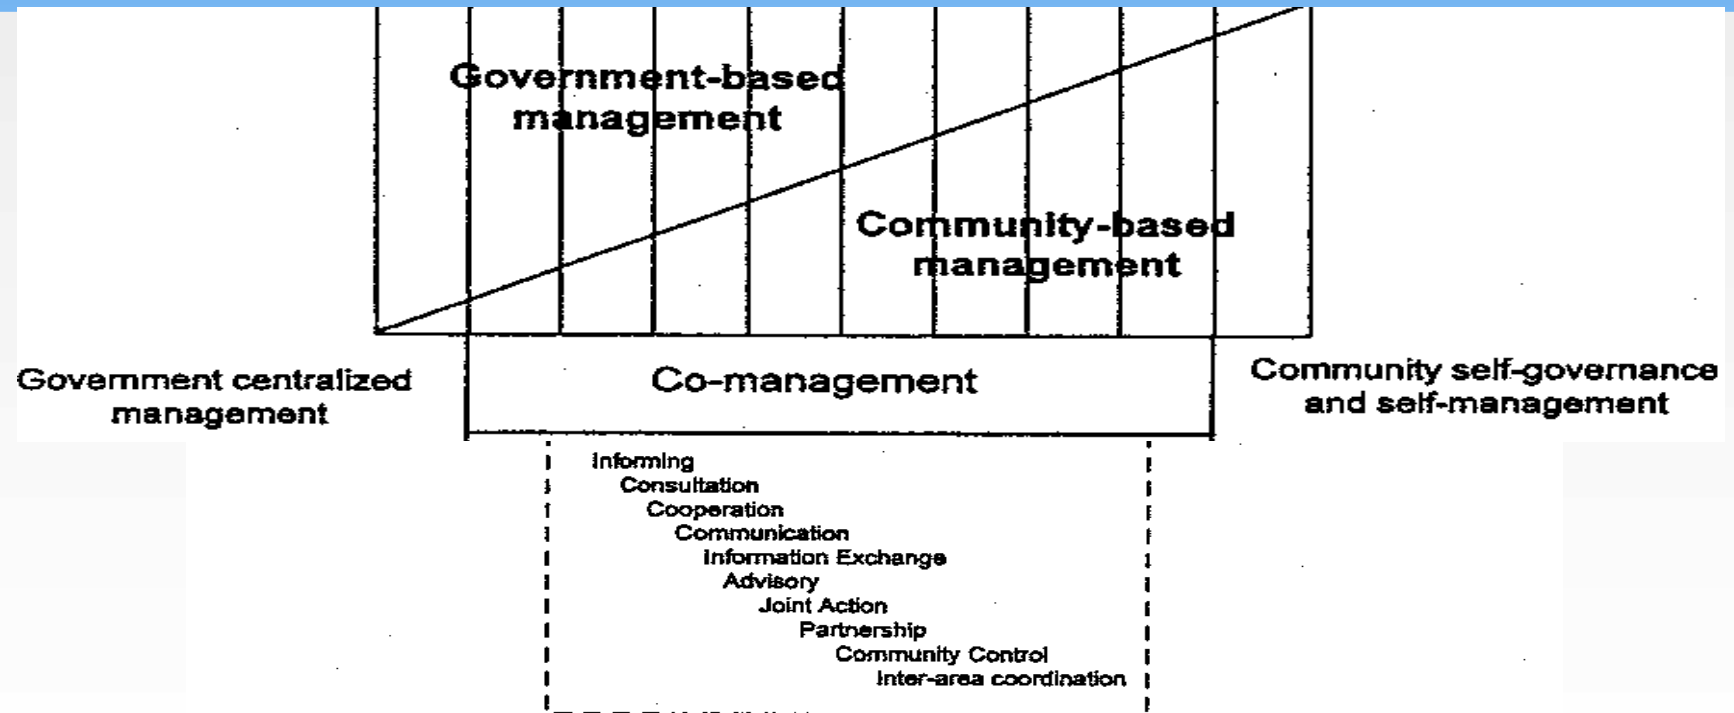 Government-based
management
Community-based
management
Government centralized
management
Co-management
Community self-governance
and self-management
Informing
Consultation
Cooperation
Communication
Information Exchange
Advisory
Joint Action
Partnership
Community Control
Inter-area coordination